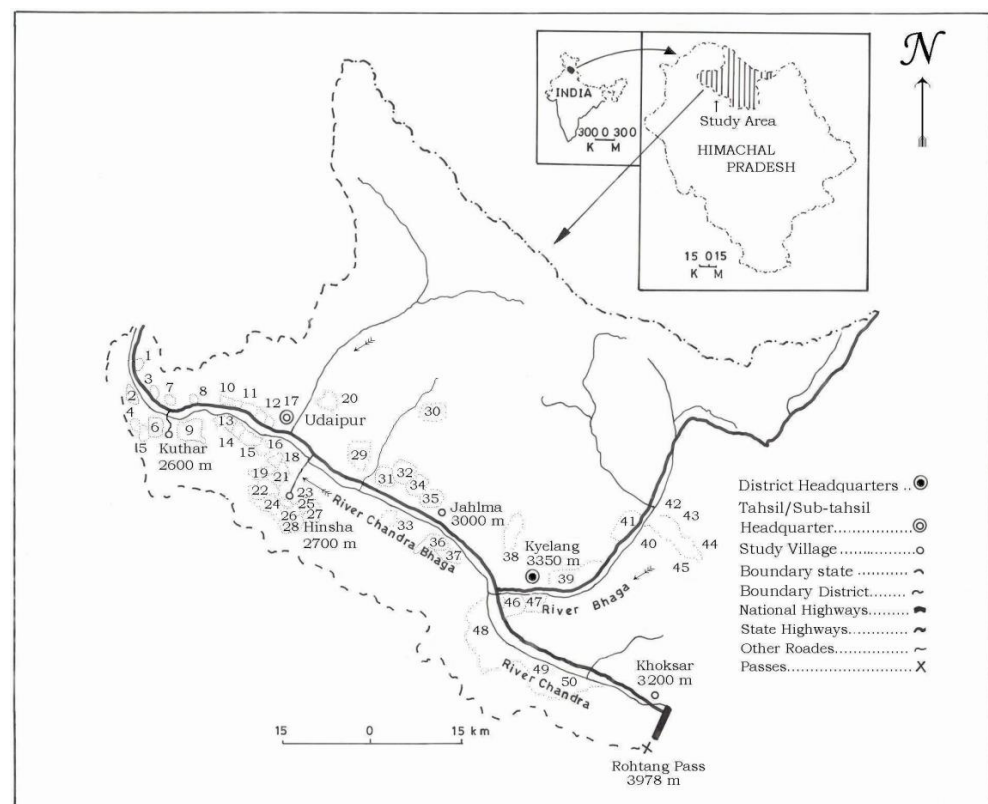 N
INDIA
300 0 300
K M
Study Area
HIMACHAL
PRADESH
15 0 15
K M
1
2
3
4
5
6
7
8
9
10
11
12
17
13
14
15
16
18
19
20
21
22
23
24
25
26
27
28
29
30
31
32
34
35
33
36
37
38
39
40
41
42
43
44
45
46
47
48
49
50
Udaipur
Kuthar
2600 m
Hinsha
2700 m
River Chandra Bhaga
Jahlma
3000 m
Kyelang
3350 m
River Bhaga
River Chandra
Khoksar
3200 m
Rohtang Pass
3978 m
15 0 15 km
District Headquarters ..
Tahsil/Sub-tahsil
Headquarter...............
Study Village..............
Boundary state ...........
Boundary District........
National Highways........
State Highways............
Other Roades..............
Passes.......................X